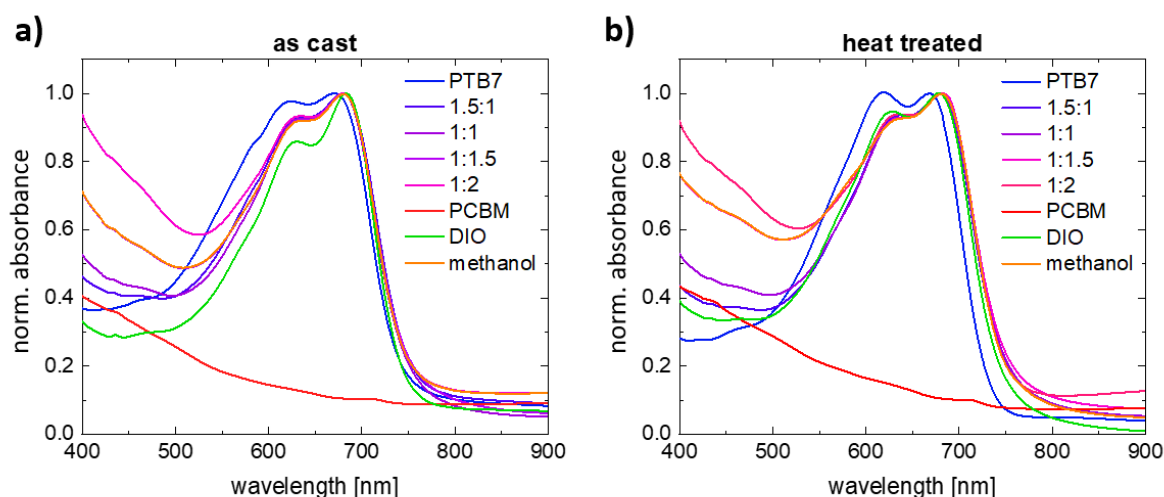 a)
as cast
norm. absorbance
1.0
0.8
0.6
0.4
0.2
0.0
400 500 600 700 800 900
wavelength [nm]
PTB7
1.5:1
1:1
1:1.5
1:2
PCBM
DIO
methanol
b)
heat treated
norm. absorbance
1.0
0.8
0.6
0.4
0.2
0.0
400 500 600 700 800 900
wavelength [nm]
PTB7
1.5:1
1:1
1:1.5
1:2
PCBM
DIO
methanol